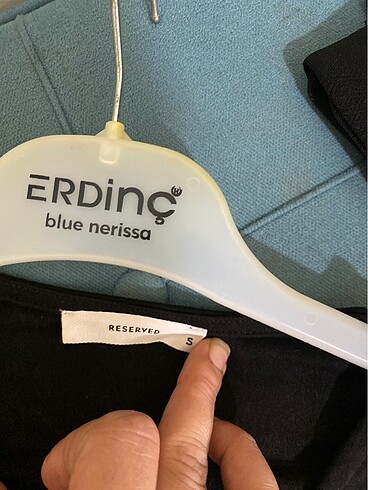 ERDinç
blue nerissa
RESERVED
S